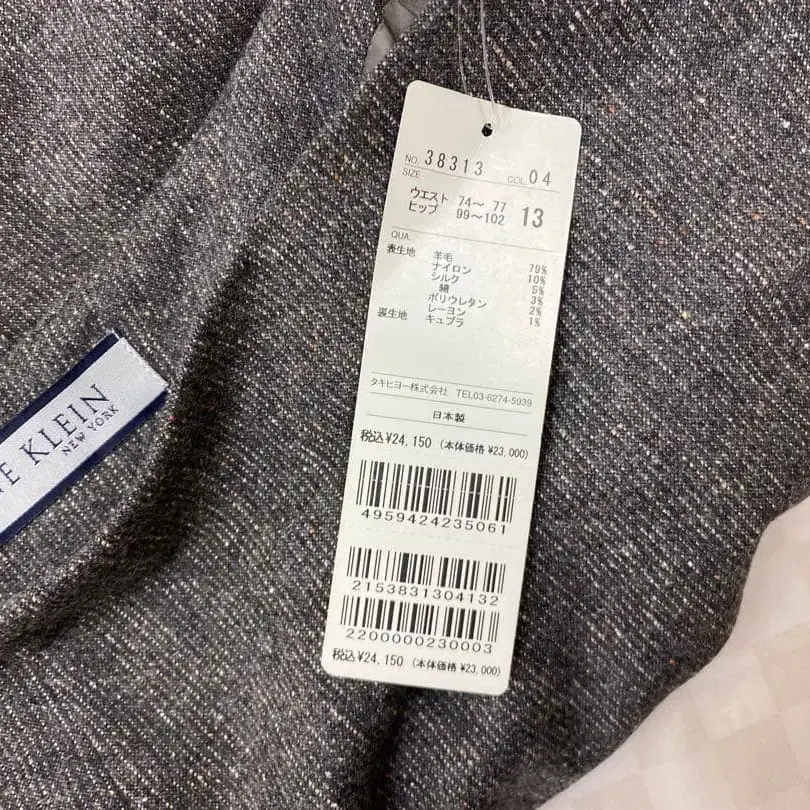 NO. 38313 COL. 04
SIZE
ウエスト 74～ 77
ヒップ 99～102 13
QUA.
表生地 羊毛 79%
ナイロン 10%
シルク 5%
綿 3%
ポリウレタン 2%
レーヨン 1%
裏生地 キュプラ
タキヒヨー株式会社 TEL03-6274-5939
日本製
税込¥24,150 (本体価格 ¥23,000)
4959424235061
2153831304132
2200000230003
税込¥24,150 (本体価格 ¥23,000)
NE KLEIN
NEW YORK